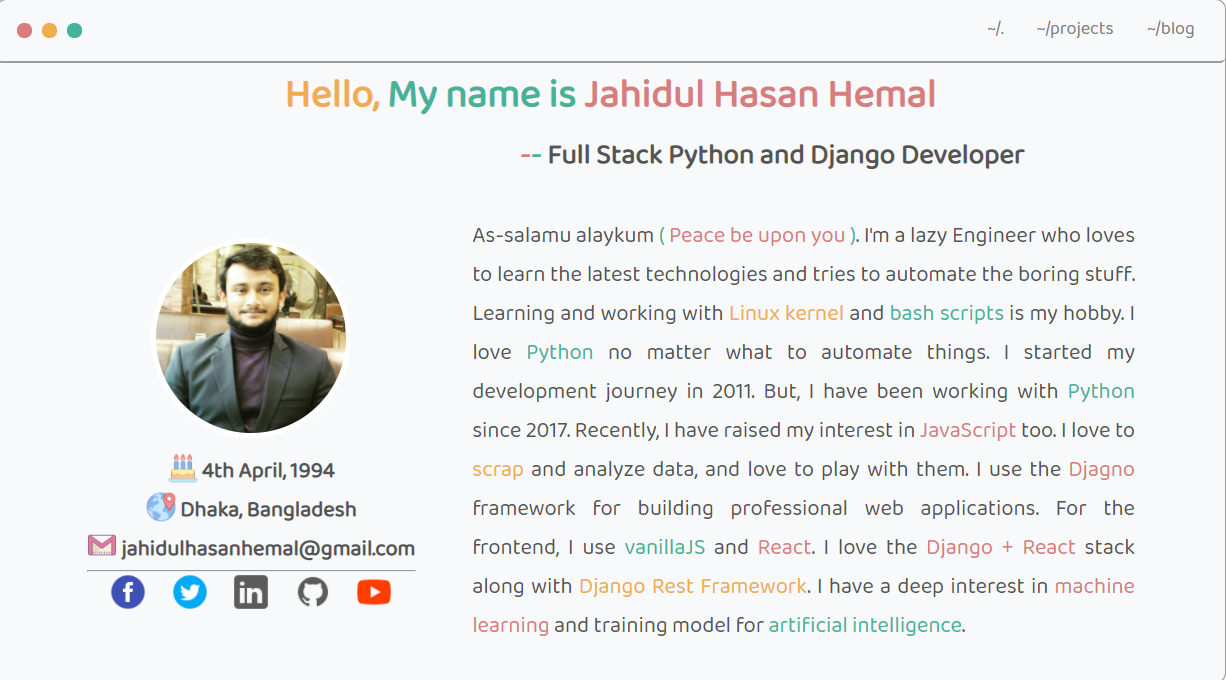 ~/. ~/projects ~/blog
Hello, My name is Jahidul Hasan Hemal
-- Full Stack Python and Django Developer
As-salamu alaykum ( Peace be upon you ). I'm a lazy Engineer who loves
to learn the latest technologies and tries to automate the boring stuff.
Learning and working with Linux kernel and bash scripts is my hobby. I
love Python no matter what to automate things. I started my
development journey in 2011. But, I have been working with Python
since 2017. Recently, I have raised my interest in JavaScript too. I love to
scrap and analyze data, and love to play with them. I use the Djagno
framework for building professional web applications. For the
frontend, I use vanillaJS and React. I love the Django + React stack
along with Django Rest Framework. I have a deep interest in machine
learning and training model for artificial intelligence.
4th April, 1994
Dhaka, Bangladesh
jahidulhasanhemal@gmail.com